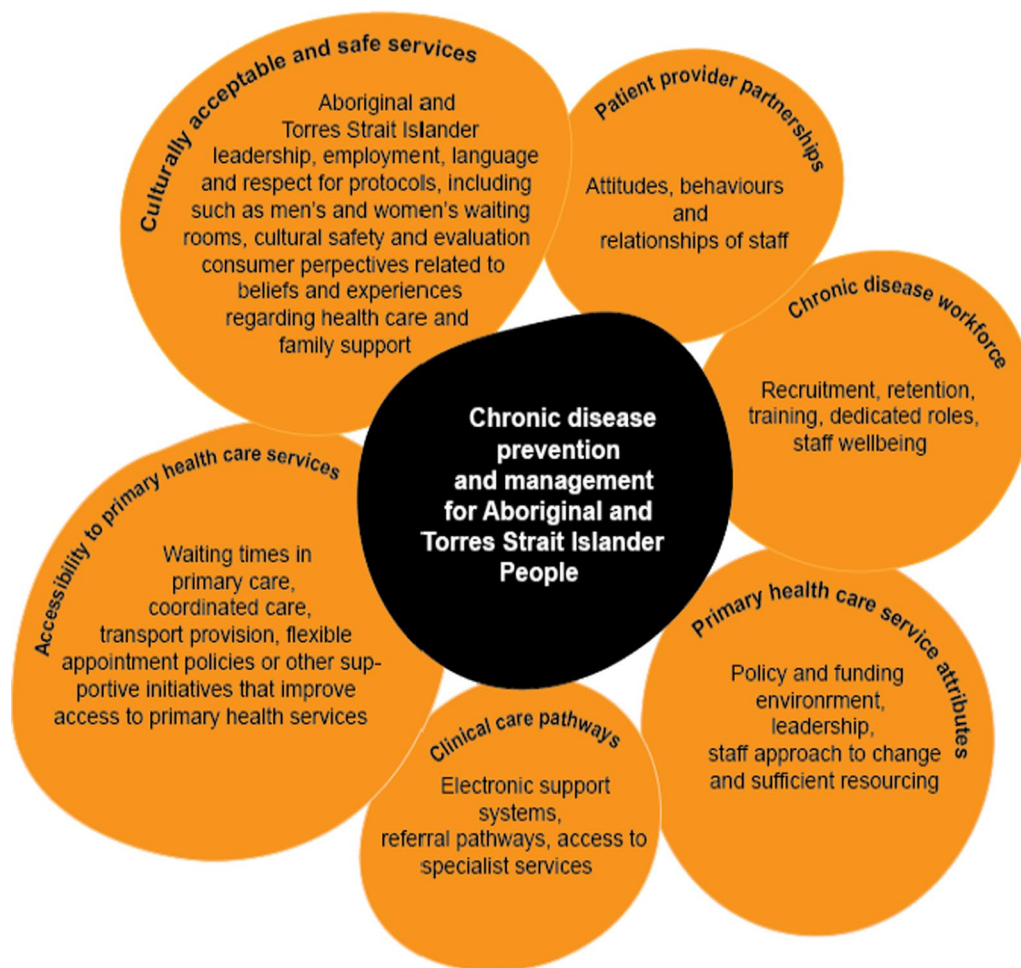 Culturally acceptable and safe services
Aboriginal and
Torres Strait Islander
leadership, employment, language
and respect for protocols, including
such as men's and women's waiting
rooms, cultural safety and evaluation
consumer perpectives related to
beliefs and experiences
regarding health care and
family support
Patient provider partnerships
Attitudes, behaviours
and
relationships of staff
Chronic disease workforce
Recruitment, retention,
training, dedicated roles,
staff wellbeing
Chronic disease
prevention
and management
for Aboriginal and
Torres Strait Islander
People
Accessibility to primary health care services
Waiting times in
primary care,
coordinated care,
transport provision, flexible
appointment policies or other sup-
portive initiatives that improve
access to primary health services
Primary health care service attributes
Policy and funding
environrment,
leadership,
staff approach to change
and sufficient resourcing
Clinical care pathways
Electronic support
systems,
referral pathways, access to
specialist services